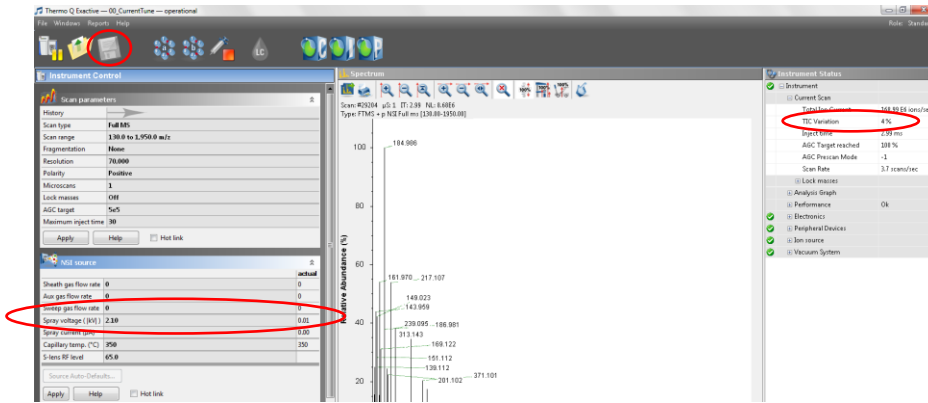 Thermo Q Exactive — 00_CurrentTune — operational
File Windows Reports Help
Role: Standa
LC
Instrument Control
Scan parameters
History
Scan type Full MS
Scan range 130.0 to 1,950.0 m/z
Fragmentation None
Resolution 70,000
Polarity Positive
Microscans 1
Lock masses Off
AGC target 5e5
Maximum inject time 30
Apply Help Hot link
NSI source
actual
Sheath gas flow rate 0 0
Aux gas flow rate 0 0
Sweep gas flow rate 0 0
Spray voltage (|kV|) 2.10 0.01
Spray current (µA) 0.00
Capillary temp. (°C) 350 350
S-lens RF level 65.0
Source Auto-Defaults...
Apply Help Hot link
Spectrum
100%
Scan: #29204 µS: 1 IT: 2.99 NL: 8.68E6
Type: FTMS + p NSI Full ms [130.00-1950.00]
Relative Abundance (%)
100
80
60
40
20
184.986
161.970
217.107
149.023
143.959
239.095
186.981
313.143
169.122
151.112
139.112
201.102
371.101
Instrument Status
Instrument
Current Scan
Total Ion Current 168.99 E6 ions/se
TIC Variation 4 %
Inject time 2.99 ms
AGC Target reached 100 %
AGC Prescan Mode -1
Scan Rate 3.7 scans/sec
Lock masses
Analysis Graph
Performance Ok
Electronics
Peripheral Devices
Ion source
Vacuum System